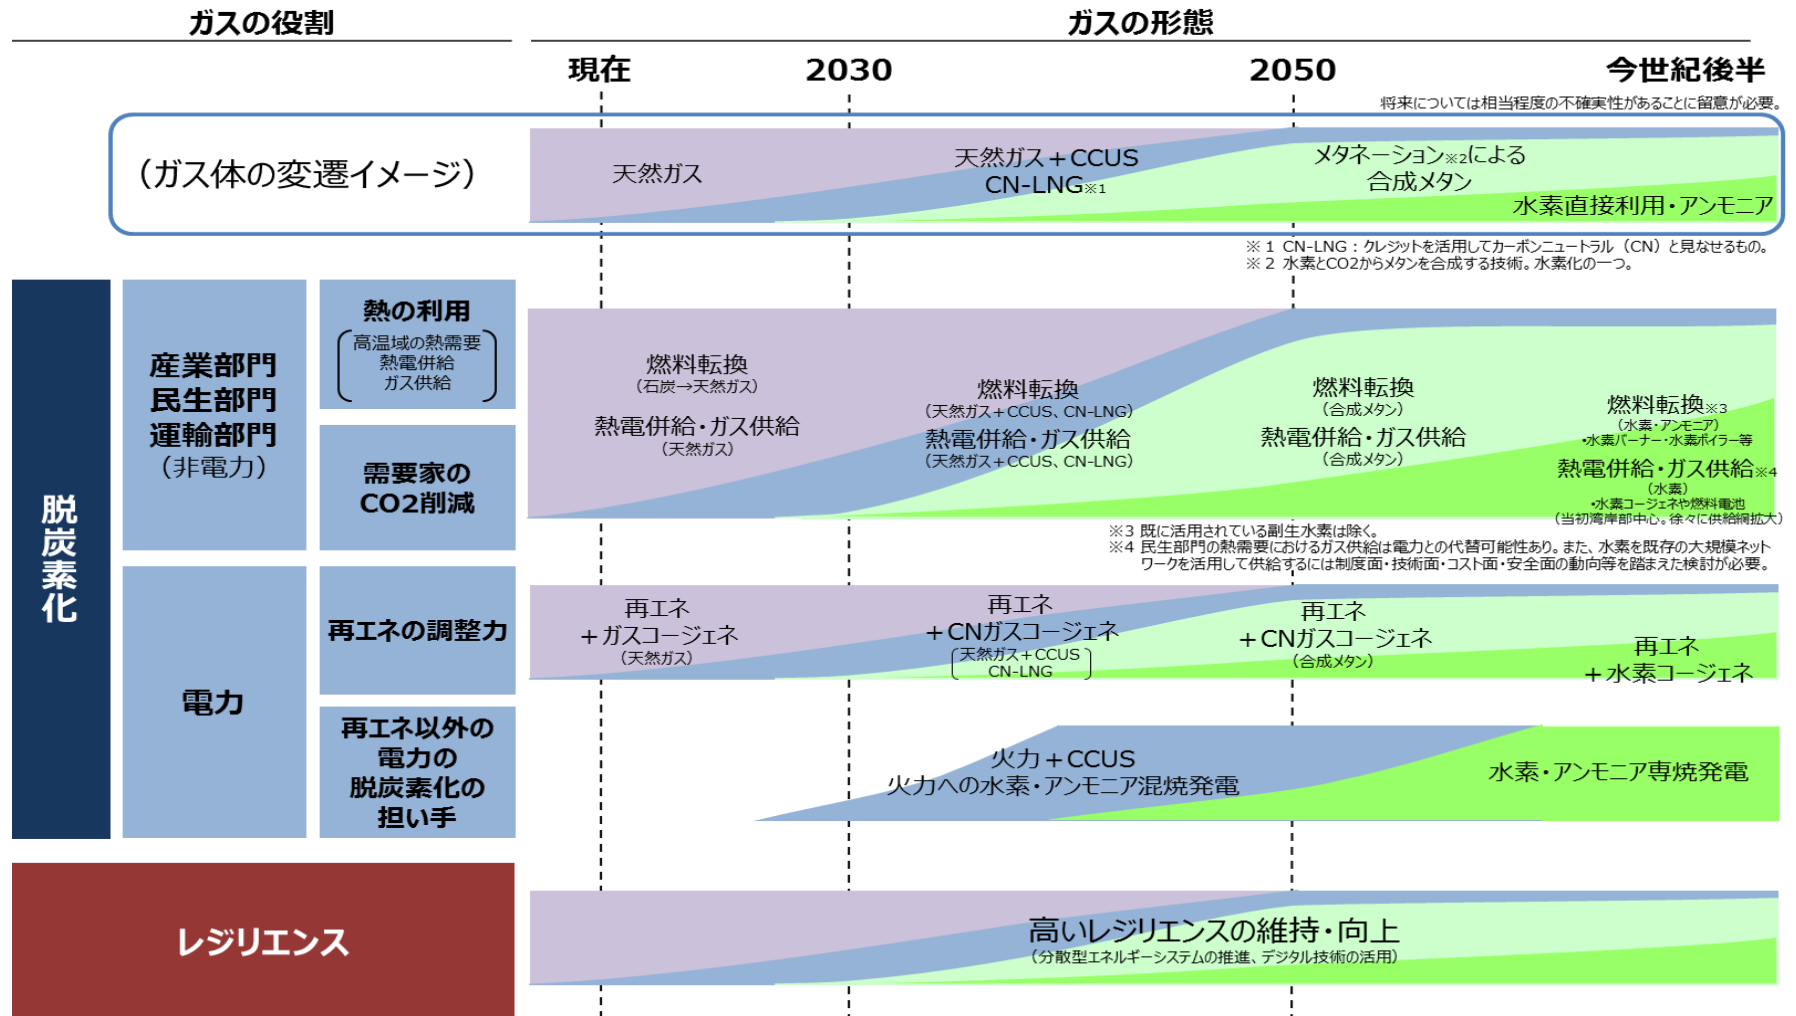 ガスの役割
ガスの形態
現在
2030
2050
今世紀後半
将来については相当程度の不確実性があることに留意が必要。
（ガス体の変遷イメージ）
天然ガス
天然ガス＋CCUS
CN-LNG※1
メタネーション※2による
合成メタン
水素直接利用・アンモニア
※１ CN-LNG：クレジットを活用してカーボンニュートラル（CN）と見なせるもの。
※２ 水素とCO2からメタンを合成する技術。水素化の一つ。
脱炭素化
産業部門
民生部門
運輸部門
（非電力）
熱の利用
高温域の熱需要
熱電併給
ガス供給
需要家の
CO2削減
燃料転換
（石炭→天然ガス）
熱電併給・ガス供給
（天然ガス）
燃料転換
（天然ガス＋CCUS、CN-LNG）
熱電併給・ガス供給
（天然ガス＋CCUS、CN-LNG）
燃料転換
（合成メタン）
熱電併給・ガス供給
（合成メタン）
燃料転換※3
（水素・アンモニア）
・水素バーナー・水素ボイラー等
熱電併給・ガス供給※4
（水素）
・水素コージェネや燃料電池
（当初湾岸部中心。徐々に供給網拡大）
※３ 既に活用されている副生水素は除く。
※４ 民生部門の熱需要におけるガス供給は電力との代替可能性あり。また、水素を既存の大規模ネット
ワークを活用して供給するには制度面・技術面・コスト面・安全面の動向等を踏まえた検討が必要。
電力
再エネの調整力
再エネ
＋ガスコージェネ
（天然ガス）
再エネ
＋CNガスコージェネ
天然ガス＋CCUS
CN-LNG
再エネ
＋CNガスコージェネ
（合成メタン）
再エネ
＋水素コージェネ
再エネ以外の
電力の
脱炭素化の
担い手
火力＋CCUS
火力への水素・アンモニア混焼発電
水素・アンモニア専焼発電
レジリエンス
高いレジリエンスの維持・向上
（分散型エネルギーシステムの推進、デジタル技術の活用）